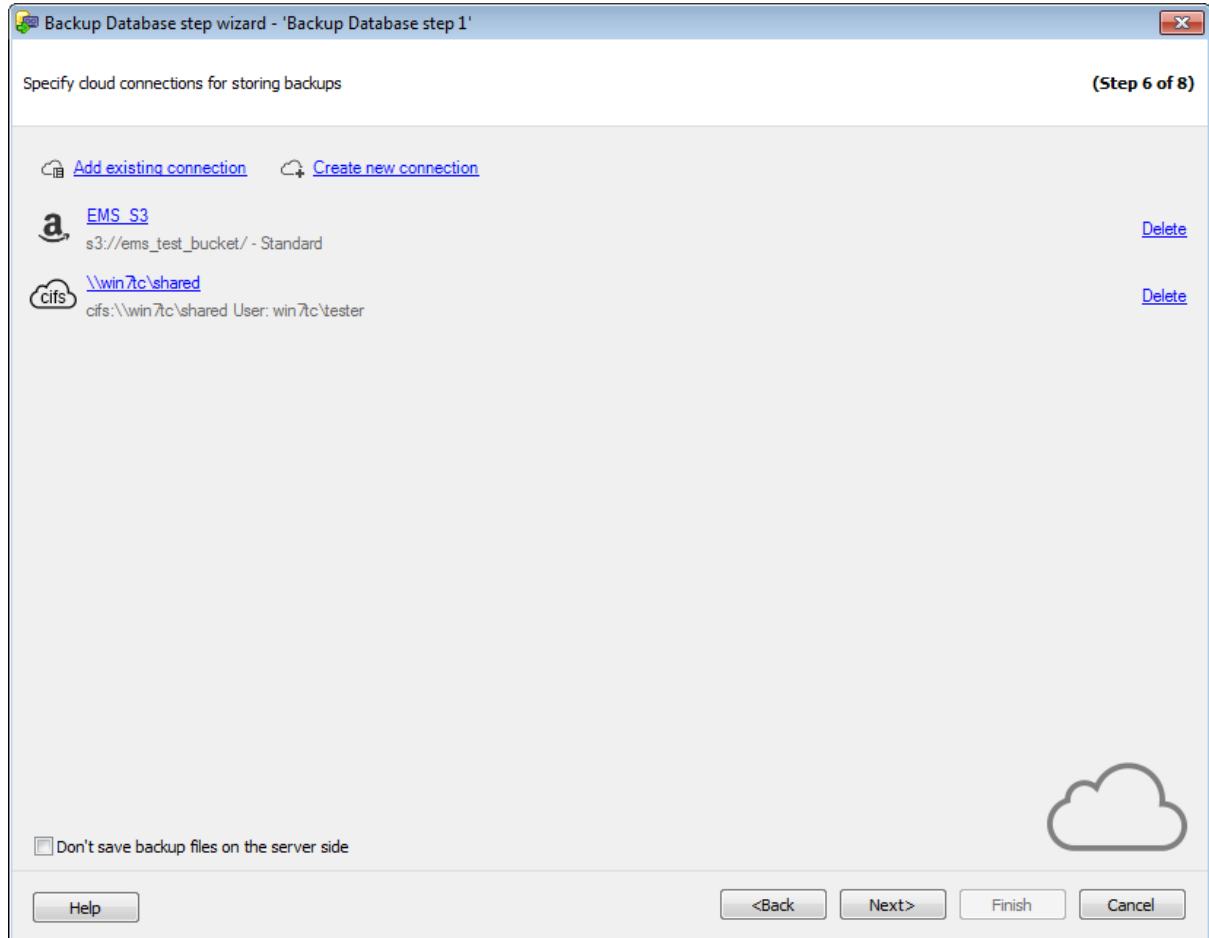 Backup Database step wizard - 'Backup Database step 1'
Specify cloud connections for storing backups (Step 6 of 8)
Add existing connection Create new connection
EMS_S3
s3://ems_test_bucket/ - Standard Delete
\\win7tc\shared
cifs
cifs:\\win7tc\shared User: win7tc\tester Delete
Don't save backup files on the server side
Help <Back Next> Finish Cancel